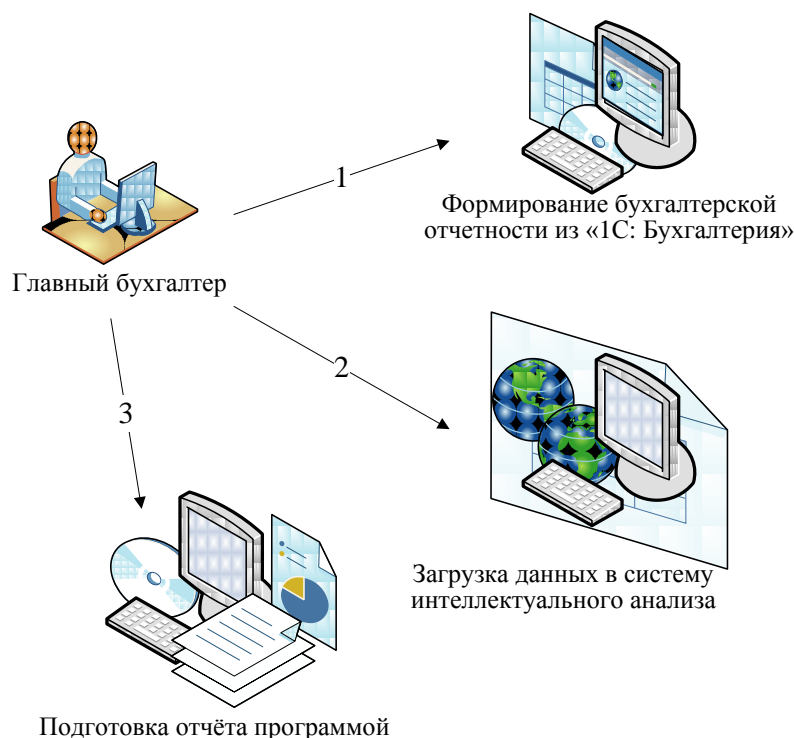 1
Формирование бухгалтерской
отчетности из «1С: Бухгалтерия»
Главный бухгалтер
2
3
Загрузка данных в систему
интеллектуального анализа
Подготовка отчёта программой